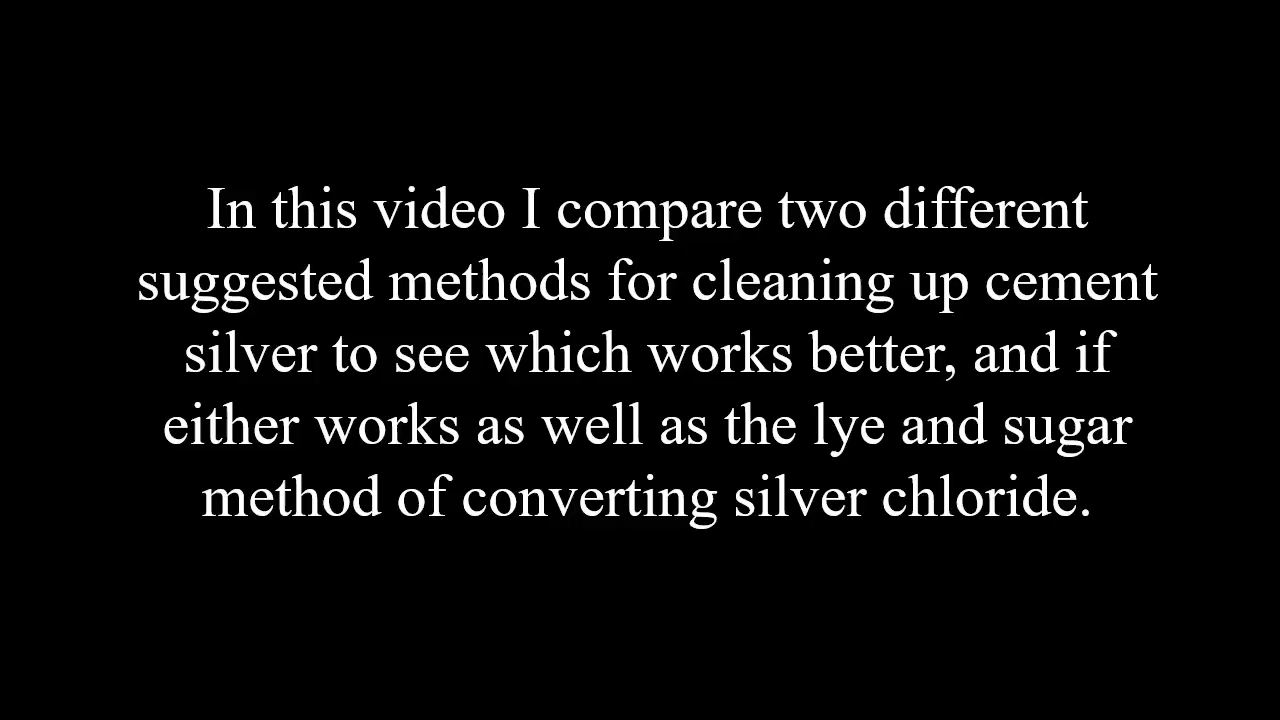 In this video I compare two different
suggested methods for cleaning up cement
silver to see which works better, and if
either works as well as the lye and sugar
method of converting silver chloride.